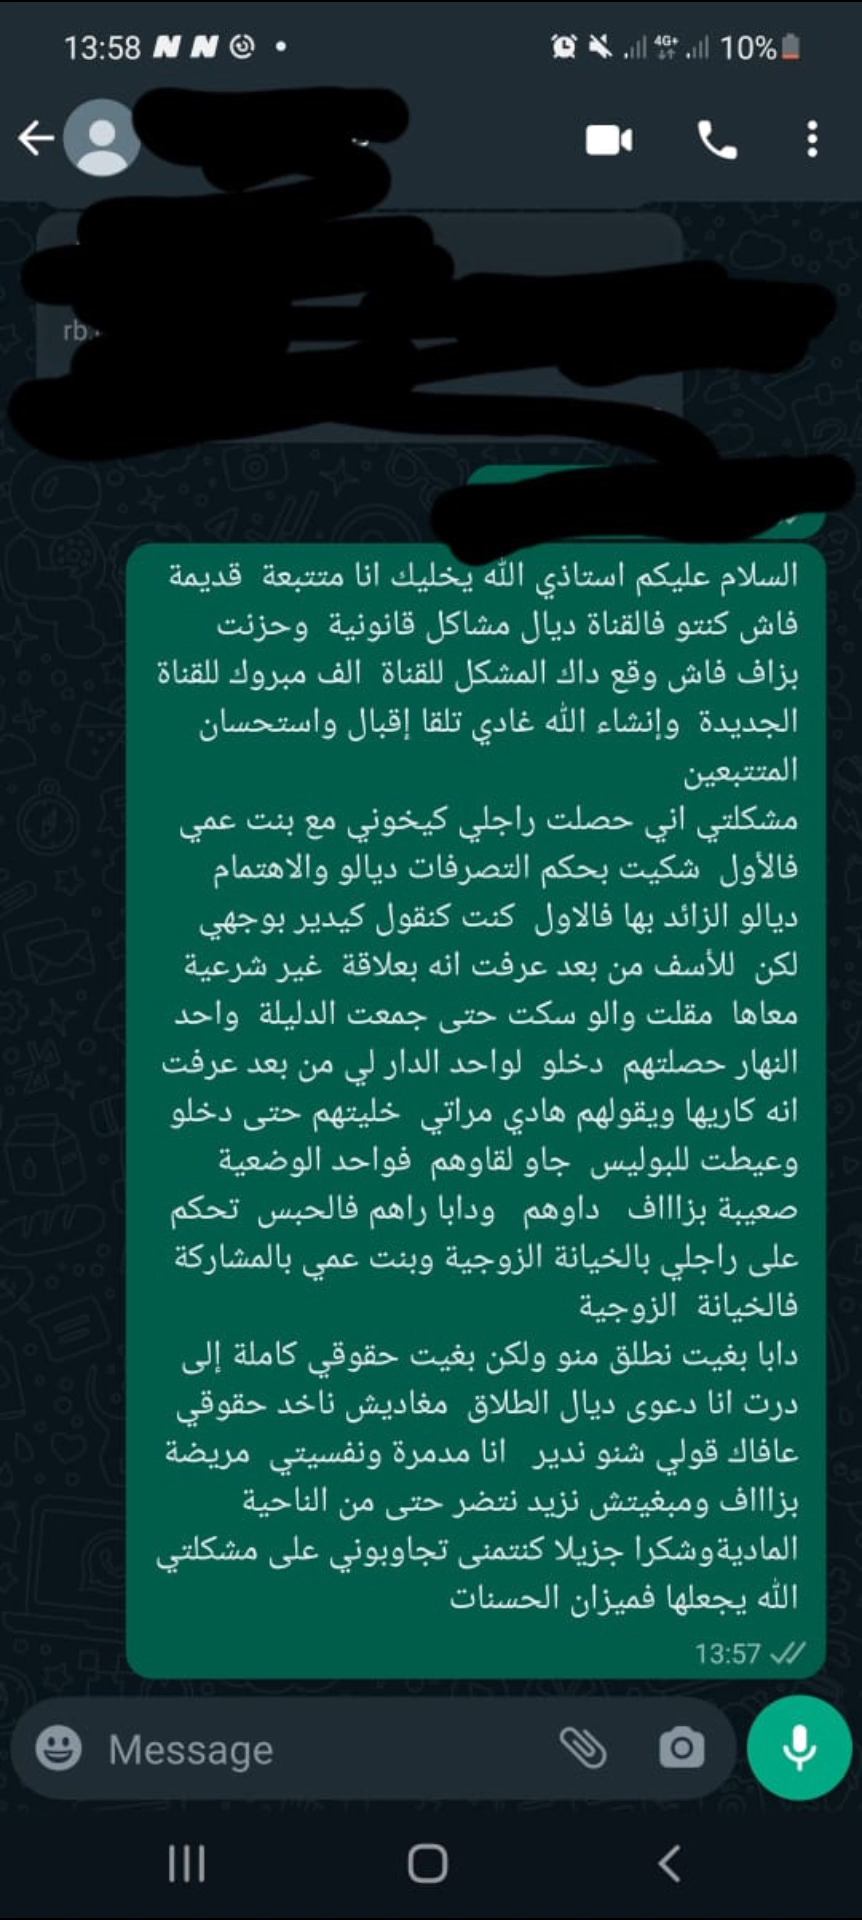 13:58
4G+
10%
rb.
السلام عليكم استاذي الله يخليك انا متتبعة قديمة
فاش كنتو فالقناة ديال مشاكل قانونية وحزنت
بزاف فاش وقع داك المشكل للقناة الف مبروك للقناة
الجديدة وإنشاء الله غادي تلقا إقبال واستحسان
المتتبعين
مشكلتي اني حصلت راجلي كيخوني مع بنت عمي
فالأول شكيت بحكم التصرفات ديالو والاهتمام
ديالو الزائد بها فالاول كنت كنقول كيدير بوجهي
لكن للأسف من بعد عرفت انه بعلاقة غير شرعية
معاها مقلت والو سكت حتى جمعت الدليلة واحد
النهار حصلتهم دخلو لواحد الدار لي من بعد عرفت
انه كاريها ويقولهم هادي مراتي خليتهم حتى دخلو
وعيطت للبوليس جاو لقاوهم فواحد الوضعية
صعيبة بزاااف داوهم ودابا راهم فالحبس تحكم
على راجلي بالخيانة الزوجية وبنت عمي بالمشاركة
فالخيانة الزوجية
دابا بغيت نطلق منو ولكن بغيت حقوقي كاملة إلى
درت انا دعوى ديال الطلاق مغاديش ناخد حقوقي
عافاك قولي شنو ندير انا مدمرة ونفسيتي مريضة
بزاااف ومبغيتش نزيد نتضر حتى من الناحية
الماديةوشكرا جزيلا كنتمنى تجاوبوني على مشكلتي
الله يجعلها فميزان الحسنات
13:57
Message